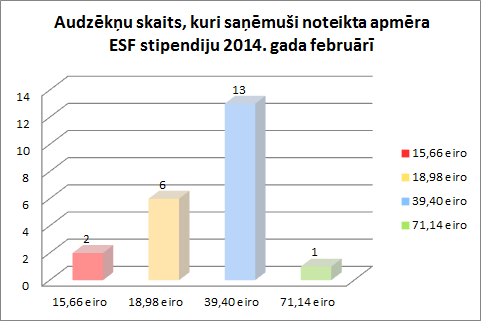 Audzēkņu skaits, kuri saņēmuši noteikta apmēra
ESF stipendiju 2014. gada februārī
14
12
10
8
6
4
2
0
2
6
13
1
15,66 eiro
18,98 eiro
39,40 eiro
71,14 eiro
15,66 eiro
18,98 eiro
39,40 eiro
71,14 eiro